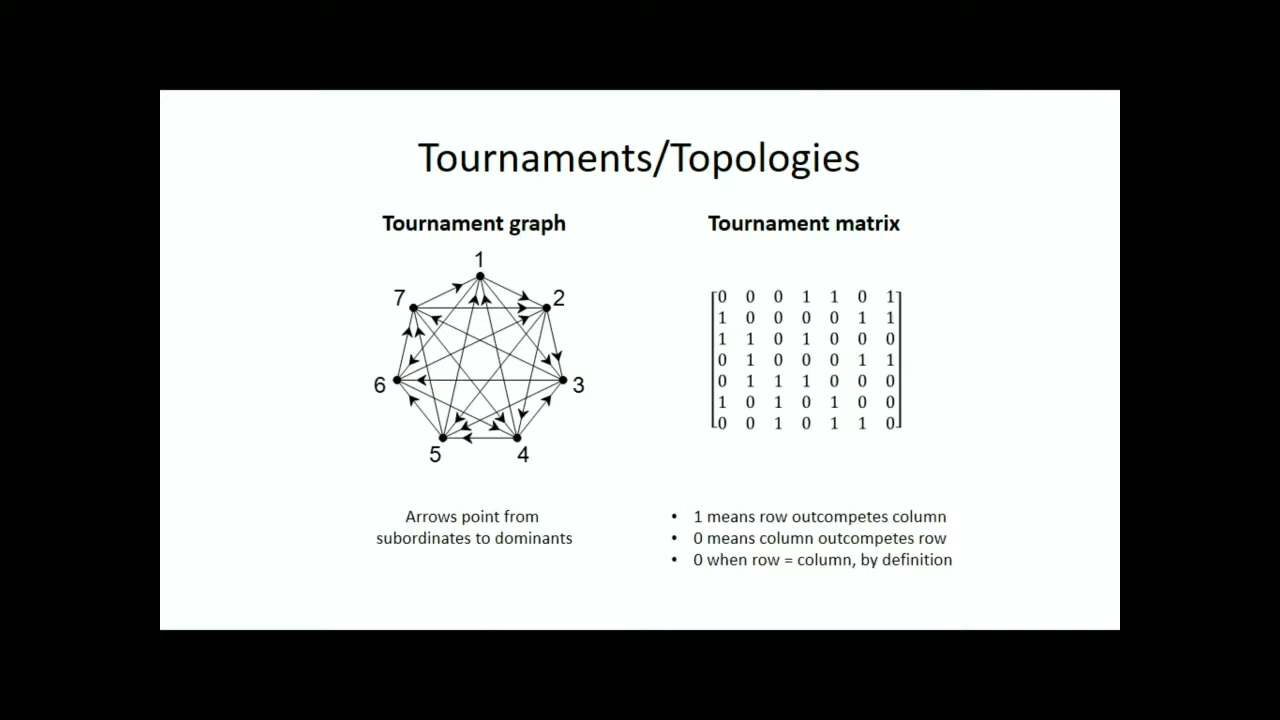 Tournaments/Topologies
Tournament graph
1
7
2
6
3
5
4
Arrows point from
subordinates to dominants
Tournament matrix
0 0 0 1 1 0 1
1 0 0 0 0 1 1
1 1 0 1 0 0 0
0 1 0 0 0 1 1
0 1 1 1 0 0 0
1 0 1 0 1 0 0
0 0 1 0 1 1 0
• 1 means row outcompetes column
• 0 means column outcompetes row
• 0 when row = column, by definition